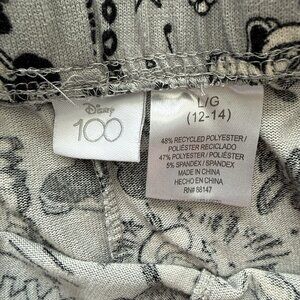 Disney
100
L/G
(12-14)
48% RECYCLED POLYESTER/
POLIÉSTER RECICLADO
47% POLYESTER/POLIÉSTER
5% SPANDEX/SPANDEX
MADE IN CHINA
HECHO EN CHINA
RN# 58147